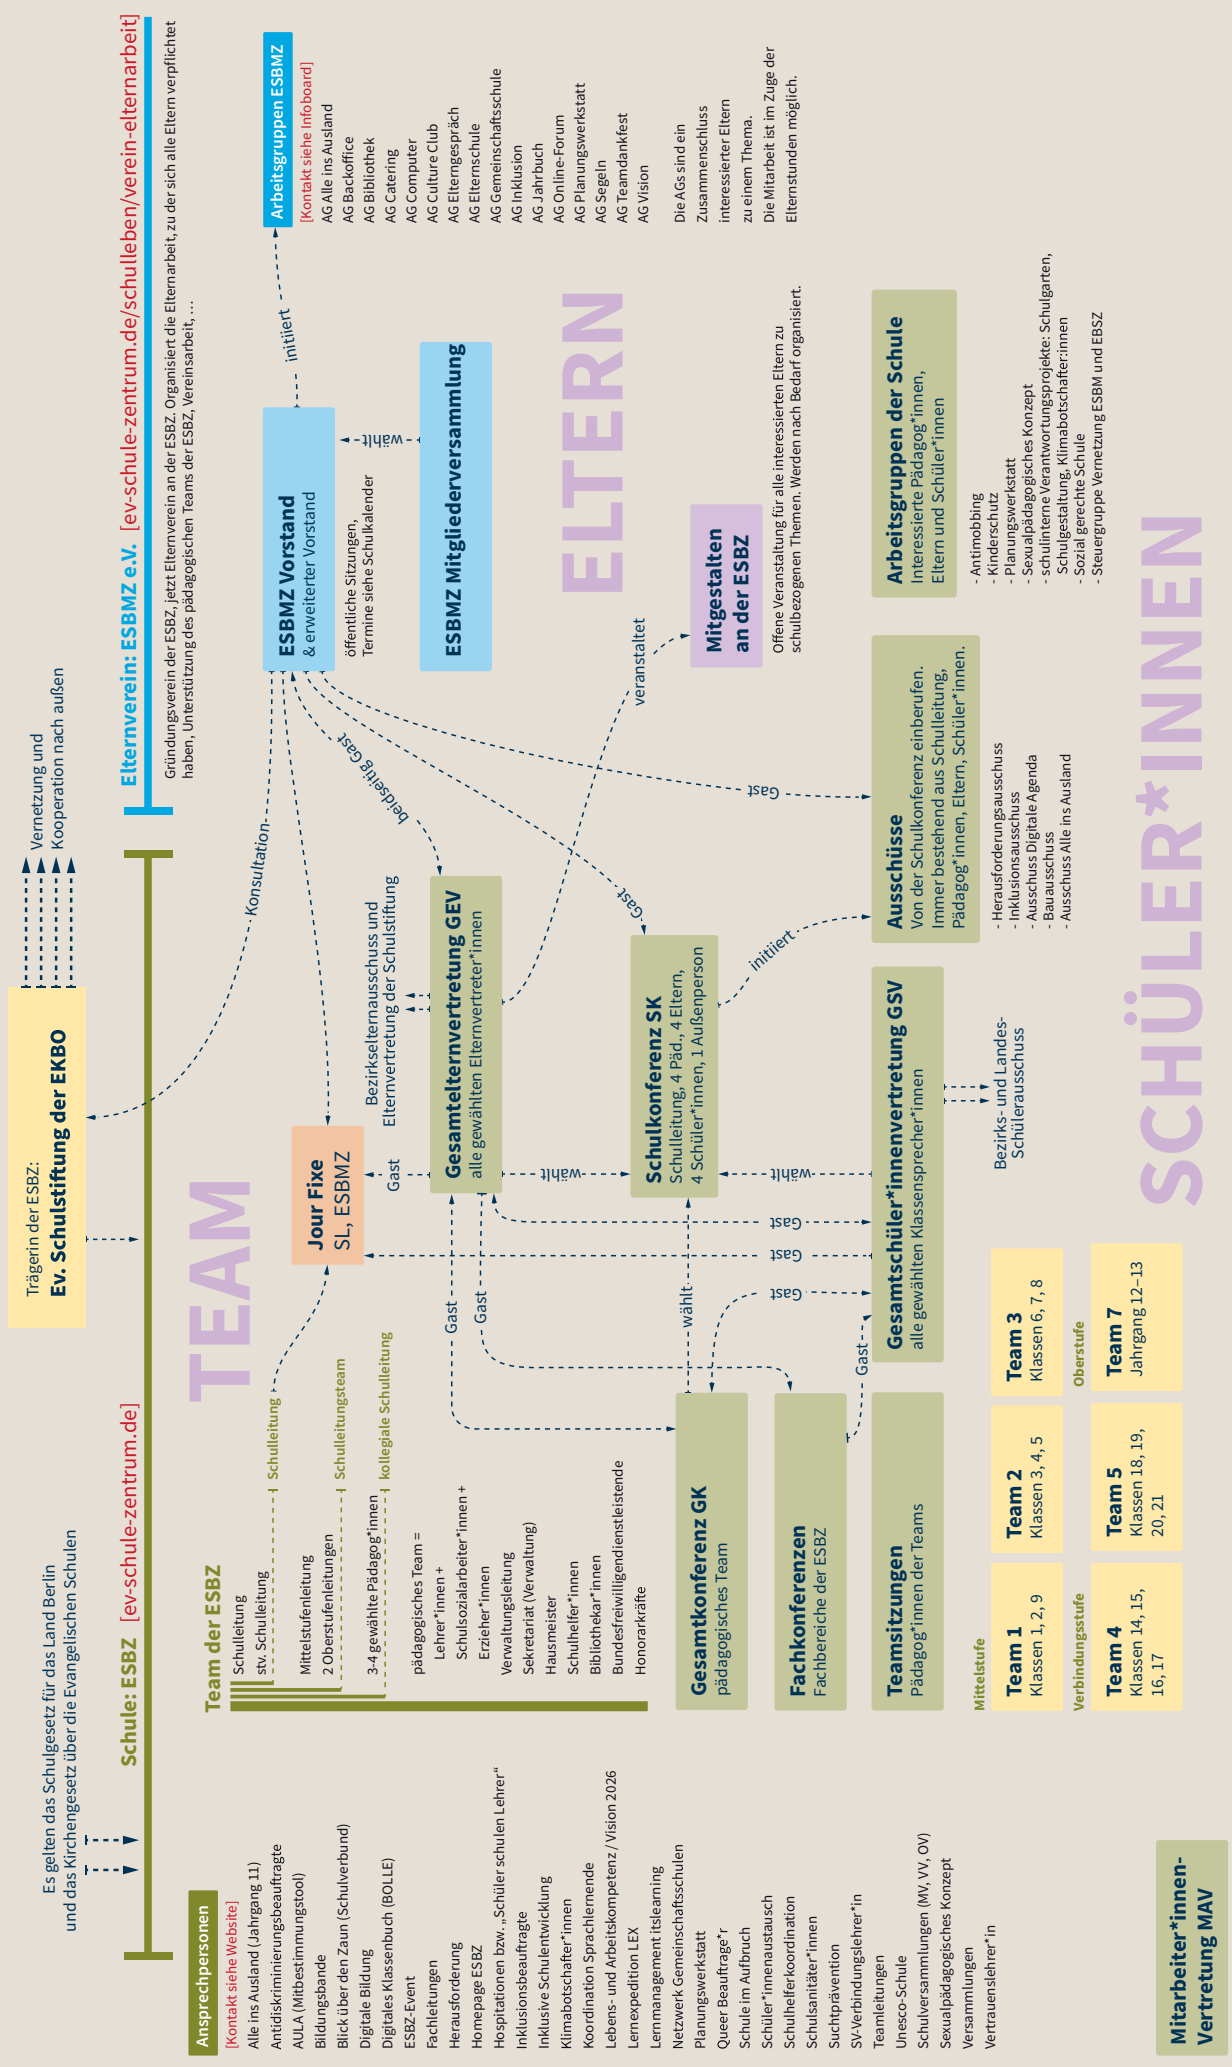 Es gelten das Schulgesetz für das Land Berlin
und das Kirchengesetz über die Evangelischen Schulen
Trägerin der ESBZ:
Ev. Schulstiftung der EKBO
Vernetzung und
Kooperation nach außen
Schule: ESBZ [ev-schule-zentrum.de]
Elternverein: ESBMZ e.V. [ev-schule-zentrum.de/schulleben/verein-elternarbeit]
Gründungsverein der ESBZ, jetzt Elternverein an der ESBZ. Organisiert die Elternarbeit, zu der sich alle Eltern verpflichtet
haben, Unterstützung des pädagogischen Teams der ESBZ, Vereinsarbeit, …
Ansprechpersonen
[Kontakt siehe Website]
Alle ins Ausland (Jahrgang 11)
Antidiskriminierungsbeauftragte
AULA (Mitbestimmungstool)
Bildungsbande
Blick über den Zaun (Schulverbund)
Digitale Bildung
Digitales Klassenbuch (BOLLE)
ESBZ-Event
Fachleitungen
Herausforderung
Homepage ESBZ
Hospitationen bzw. „Schüler schulen Lehrer“
Inklusionsbeauftragte
Inklusive Schulentwicklung
Klimabotschafter*innen
Koordination Sprachlernende
Lebens- und Arbeitskompetenz / Vision 2026
Lernexpedition LEX
Lernmanagement itslearning
Netzwerk Gemeinschaftsschulen
Planungswerkstatt
Queer Beauftrage*r
Schule im Aufbruch
Schüler*innenaustausch
Schulhelferkoordination
Schulsanitäter*innen
Suchtprävention
SV-Verbindungslehrer*in
Teamleitungen
Unesco-Schule
Schulversammlungen (MV, VV, OV)
Sexualpädagogisches Konzept
Versammlungen
Vertrauenslehrer*in
Mitarbeiter*innen-
Vertretung MAV
Team der ESBZ
Schulleitung
stv. Schulleitung
Schulleitung
Mittelstufenleitung
2 Oberstufenleitungen
Schulleitungsteam
3-4 gewählte Pädagog*innen
kollegiale Schulleitung
pädagogisches Team =
Lehrer*innen +
Schulsozialarbeiter*innen +
Erzieher*innen
Verwaltungsleitung
Sekretariat (Verwaltung)
Hausmeister
Schulhelfer*innen
Bibliothekar*innen
Bundesfreiwilligendienstleistende
Honorarkräfte
TEAM
Jour Fixe
SL, ESBMZ
Konsultation
Gast
Bezirkselternausschuss und
Elternvertretung der Schulstiftung
Gesamtelternvertretung GEV
alle gewählten Elternvertreter*innen
Gast
Gast
wählt
beidseitig Gast
Gast
Gast
veranstaltet
Schulkonferenz SK
Schulleitung, 4 Päd., 4 Eltern,
4 Schüler*innen, 1 Außenperson
wählt
wählt
initiiert
Gast
Gast
Gast
Gast
Gesamtkonferenz GK
pädagogisches Team
Fachkonferenzen
Fachbereiche der ESBZ
Teamsitzungen
Pädagog*innen der Teams
Gesamtschüler*innenvertretung GSV
alle gewählten Klassensprecher*innen
Bezirks- und Landes-
Schülerausschuss
Mittelstufe
Team 1
Klassen 1, 2, 9
Team 2
Klassen 3, 4, 5
Team 3
Klassen 6, 7, 8
Verbindungsstufe
Team 4
Klassen 14, 15,
16, 17
Team 5
Klassen 18, 19,
20, 21
Oberstufe
Team 7
Jahrgang 12–13
Ausschüsse
Von der Schulkonferenz einberufen.
Immer bestehend aus Schulleitung,
Pädagog*innen, Eltern, Schüler*innen.
- Herausforderungsausschuss
- Inklusionsausschuss
- Ausschuss Digitale Agenda
- Bauausschuss
- Ausschuss Alle ins Ausland
Arbeitsgruppen der Schule
Interessierte Pädagog*innen,
Eltern und Schüler*innen
- Antimobbing
- Kinderschutz
- Planungswerkstatt
- Sexualpädagogisches Konzept
- schulinterne Verantwortungsprojekte: Schulgarten,
Schulgestaltung, Klimabotschafter:innen
- Sozial gerechte Schule
- Steuergruppe Vernetzung ESBM und EBSZ
SCHÜLER*INNEN
ESBMZ Vorstand
& erweiterter Vorstand
öffentliche Sitzungen,
Termine siehe Schulkalender
wählt
ESBMZ Mitgliederversammlung
initiiert
ELTERN
Mitgestalten
an der ESBZ
Offene Veranstaltung für alle interessierten Eltern zu
schulbezogenen Themen. Werden nach Bedarf organisiert.
Arbeitsgruppen ESBMZ
[Kontakt siehe Infoboard]
AG Alle ins Ausland
AG Backoffice
AG Bibliothek
AG Catering
AG Computer
AG Culture Club
AG Elterngespräch
AG Elternschule
AG Gemeinschaftsschule
AG Inklusion
AG Jahrbuch
AG Online-Forum
AG Planungswerkstatt
AG Segeln
AG Teamdankfest
AG Vision
Die AGs sind ein
Zusammenschluss
interessierter Eltern
zu einem Thema.
Die Mitarbeit ist im Zuge der
Elternstunden möglich.